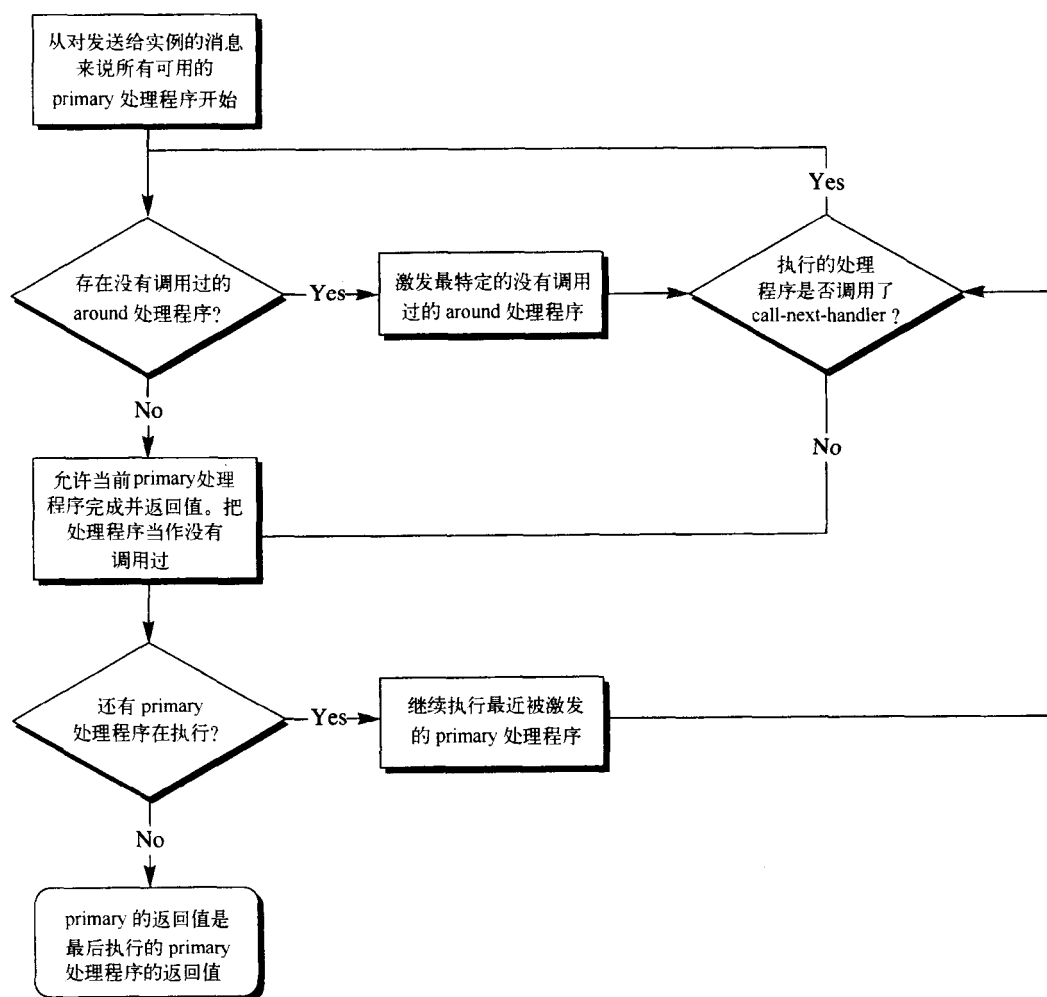 从对发送给实例的消息
来说所有可用的
primary 处理程序开始
Yes
存在没有调用过的
around 处理程序?
Yes
激发最特定的没有调用
过的 around 处理程序
执行的处理
程序是否调用了
call-next-handler ?
No
No
允许当前primary处理
程序完成并返回值。把
处理程序当作没有
调用过
还有 primary
处理程序在执行?
Yes
继续执行最近被激发
的 primary 处理程序
No
primary 的返回值是
最后执行的 primary
处理程序的返回值